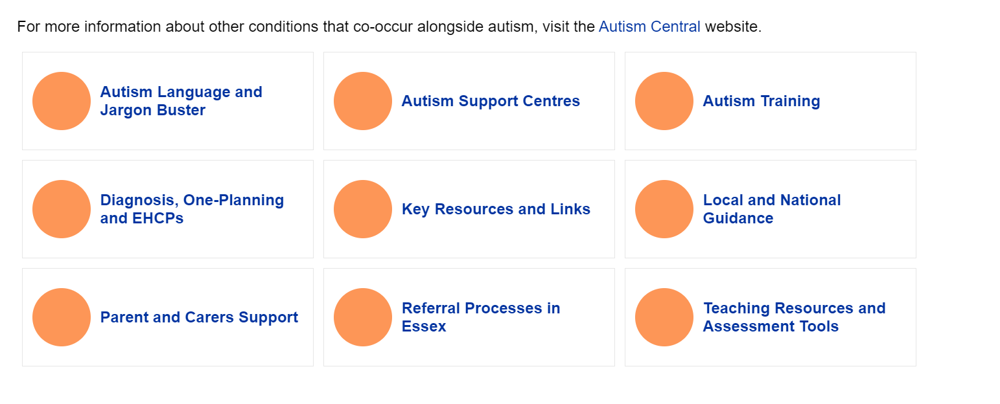 For more information about other conditions that co-occur alongside autism, visit the Autism Central website.
Autism Language and
Jargon Buster
Autism Support Centres
Autism Training
Diagnosis, One-Planning
and EHCPs
Key Resources and Links
Local and National
Guidance
Parent and Carers Support
Referral Processes in
Essex
Teaching Resources and
Assessment Tools